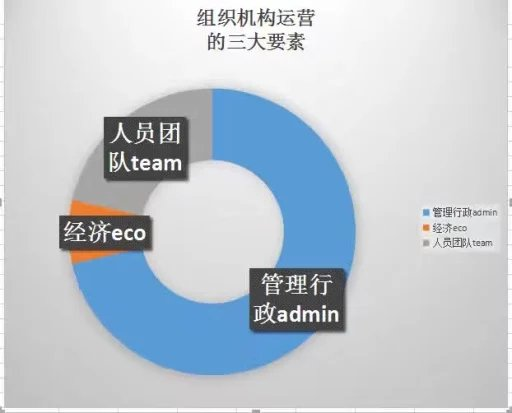 组织机构运营
的三大要素
人员团
队team
经济eco
管理行
政admin
管理行政admin
经济eco
人员团队team